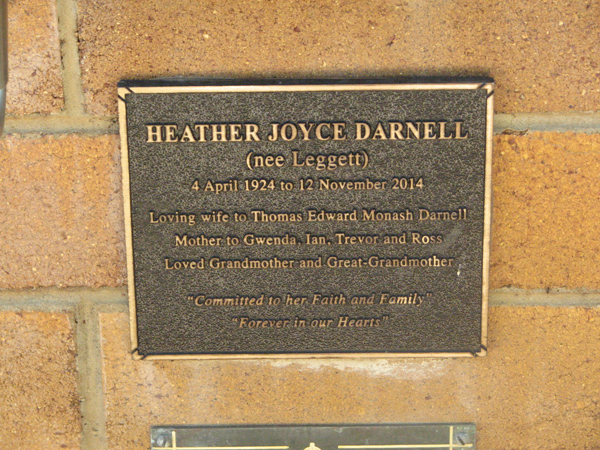 HEATHER JOYCE DARNELL
(nee Leggett)
4 April 1924 to 12 November 2014
Loving wife to Thomas Edward Monash Darnell
Mother to Gwenda, Ian, Trevor and Ross
Loved Grandmother and Great-Grandmother
"Committed to her Faith and Family"
"Forever in our Hearts"